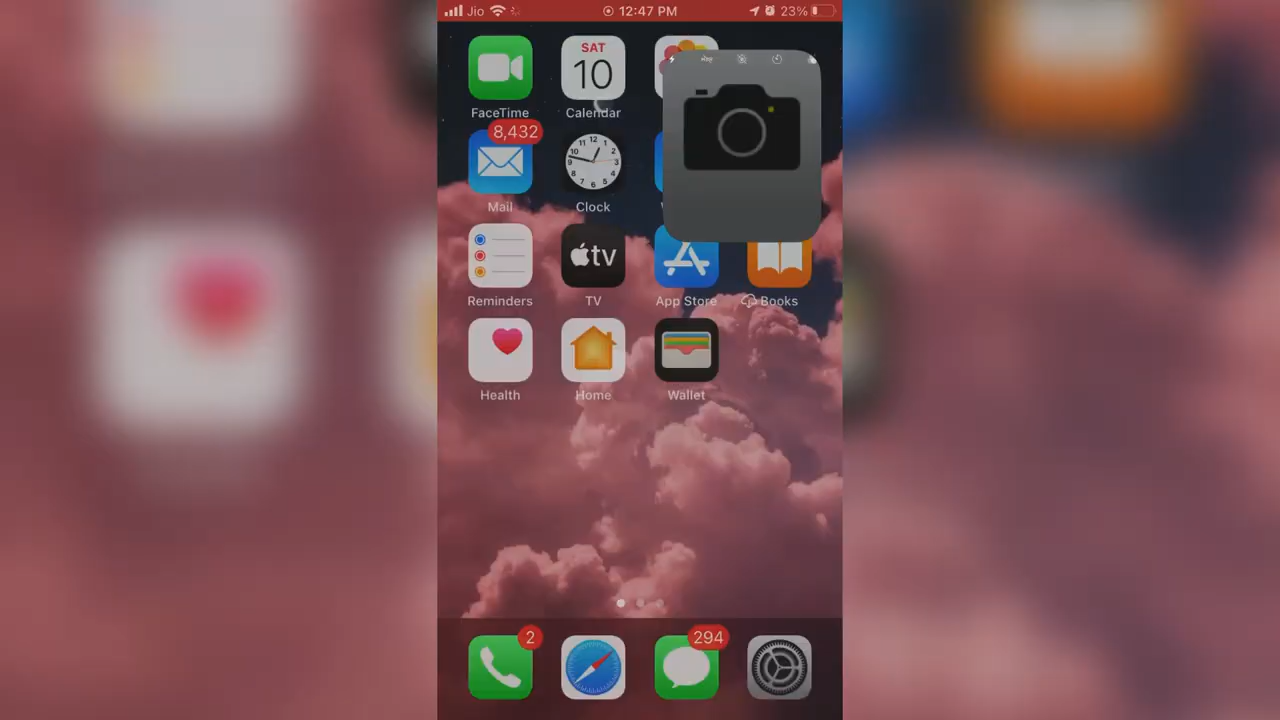 Jio 12:47 PM 23%
SAT
10
FaceTime Calendar
8,432
12
Mail Clock
tv
Reminders TV App Store Books
Health Home Wallet
2 294